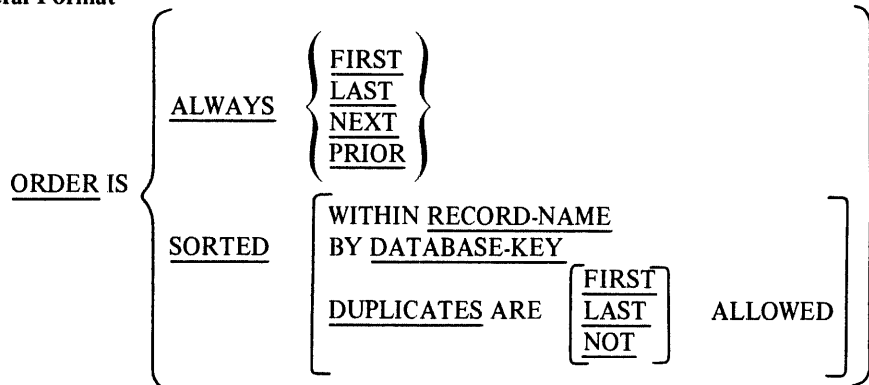 FIRST
LAST
ALWAYS
NEXT
PRIOR
ORDER IS
WITHIN RECORD-NAME
SORTED BY DATABASE-KEY
FIRST
DUPLICATES ARE LAST ALLOWED
NOT